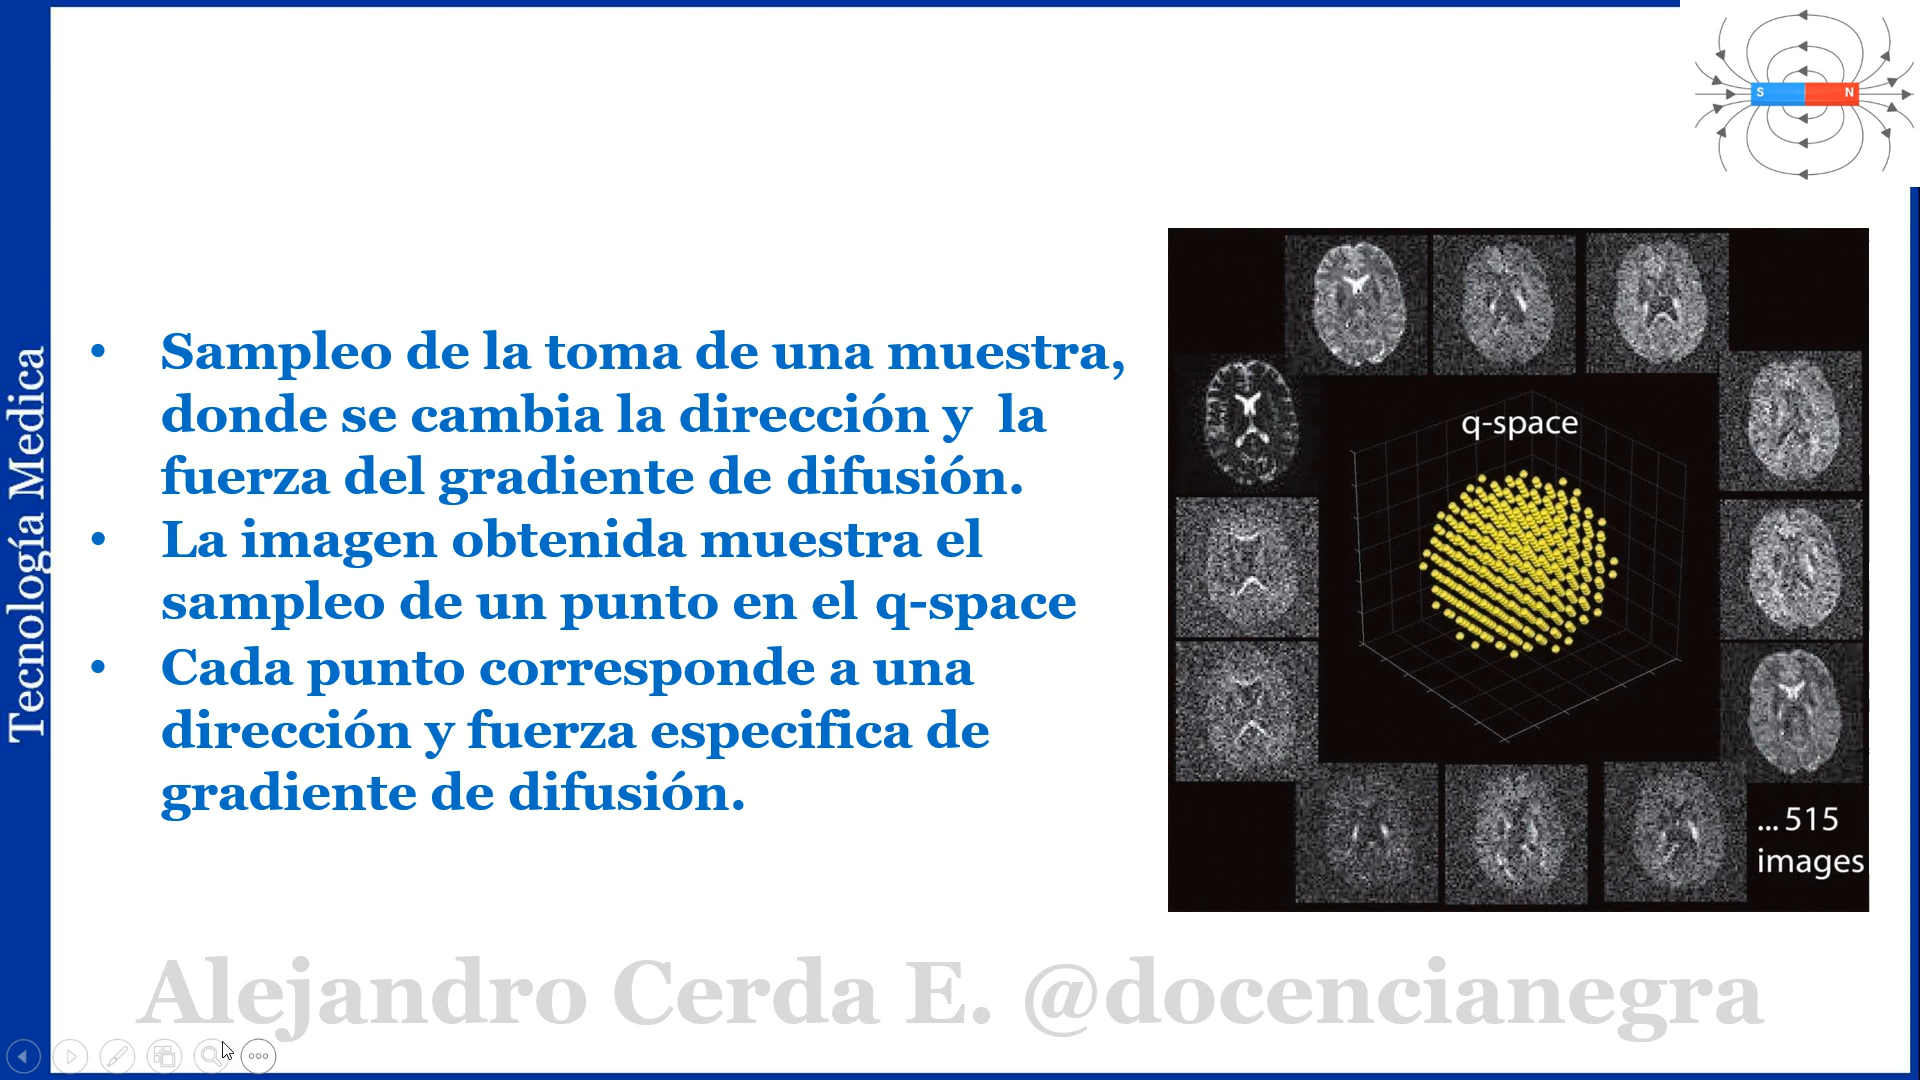 S N
Tecnología Medica
• Sampleo de la toma de una muestra,
donde se cambia la dirección y  la
fuerza del gradiente de difusión.
• La imagen obtenida muestra el
sampleo de un punto en el q-space
• Cada punto corresponde a una
dirección y fuerza especifica de
gradiente de difusión.
q-space
... 515
images
Alejandro Cerda E. @docencianegra